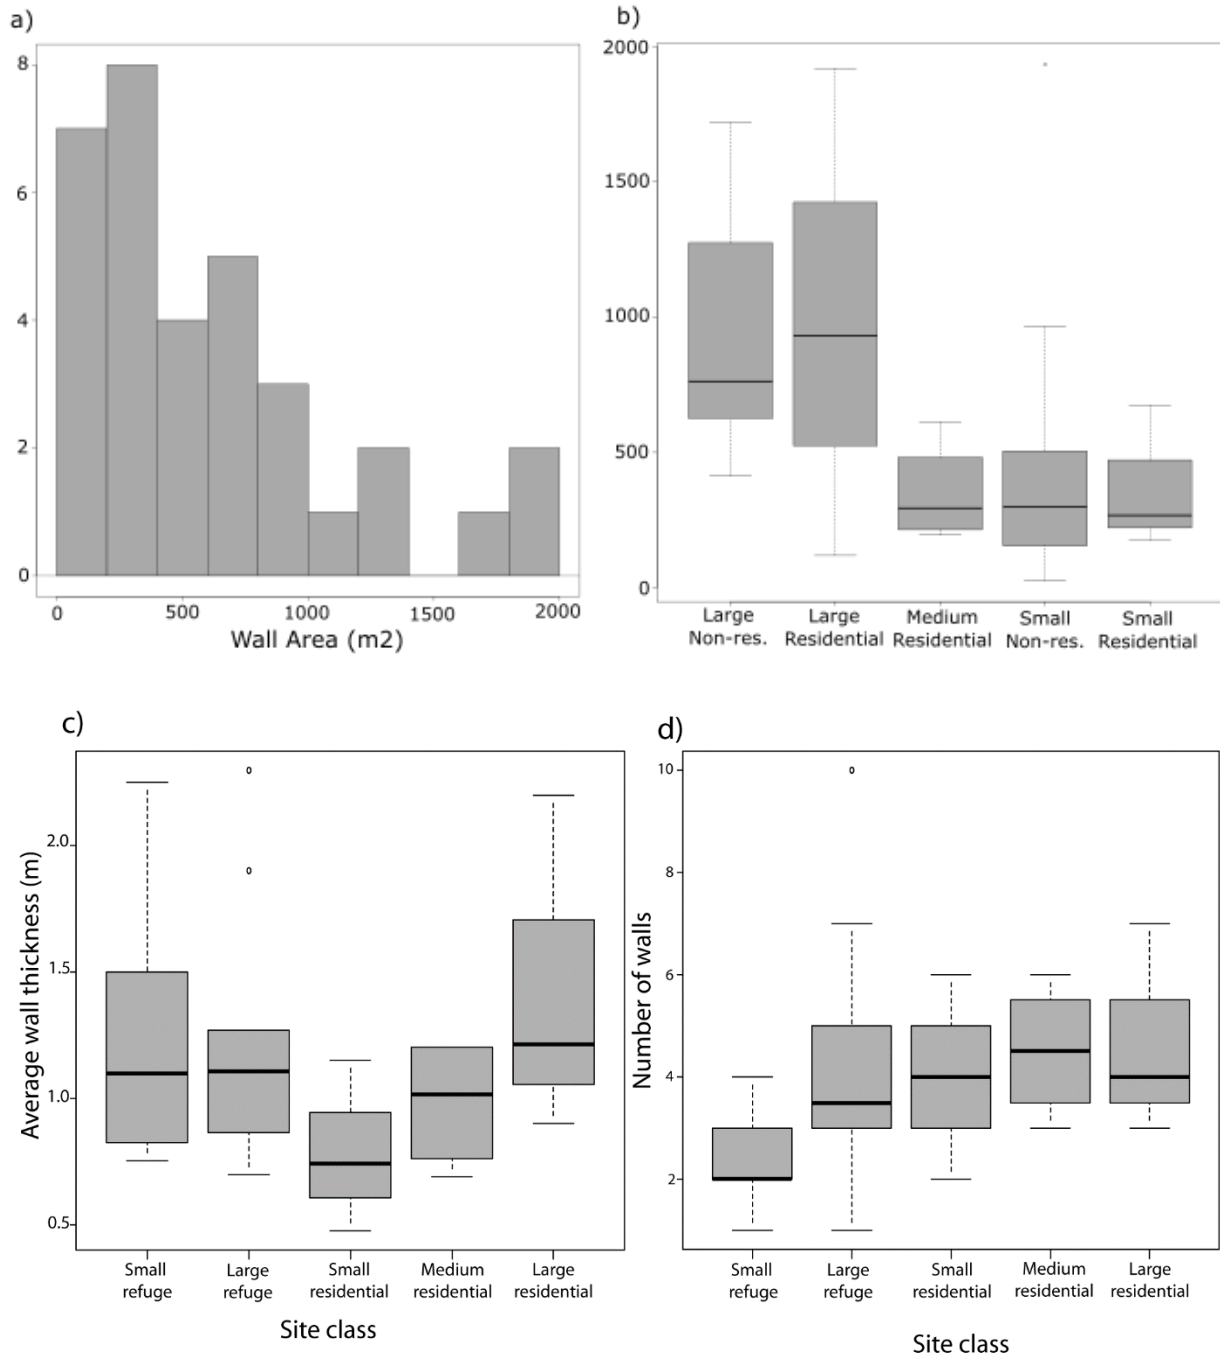 a)
8
6
4
2
0
0 500 1000 1500 2000
Wall Area (m2)
b)
2000
1500
1000
500
0
Large Non-res.
Large Residential
Medium Residential
Small Non-res.
Small Residential
c)
Average wall thickness (m)
2.0
1.5
1.0
0.5
Small refuge
Large refuge
Small residential
Medium residential
Large residential
Site class
d)
Number of walls
10
8
6
4
2
Small refuge
Large refuge
Small residential
Medium residential
Large residential
Site class